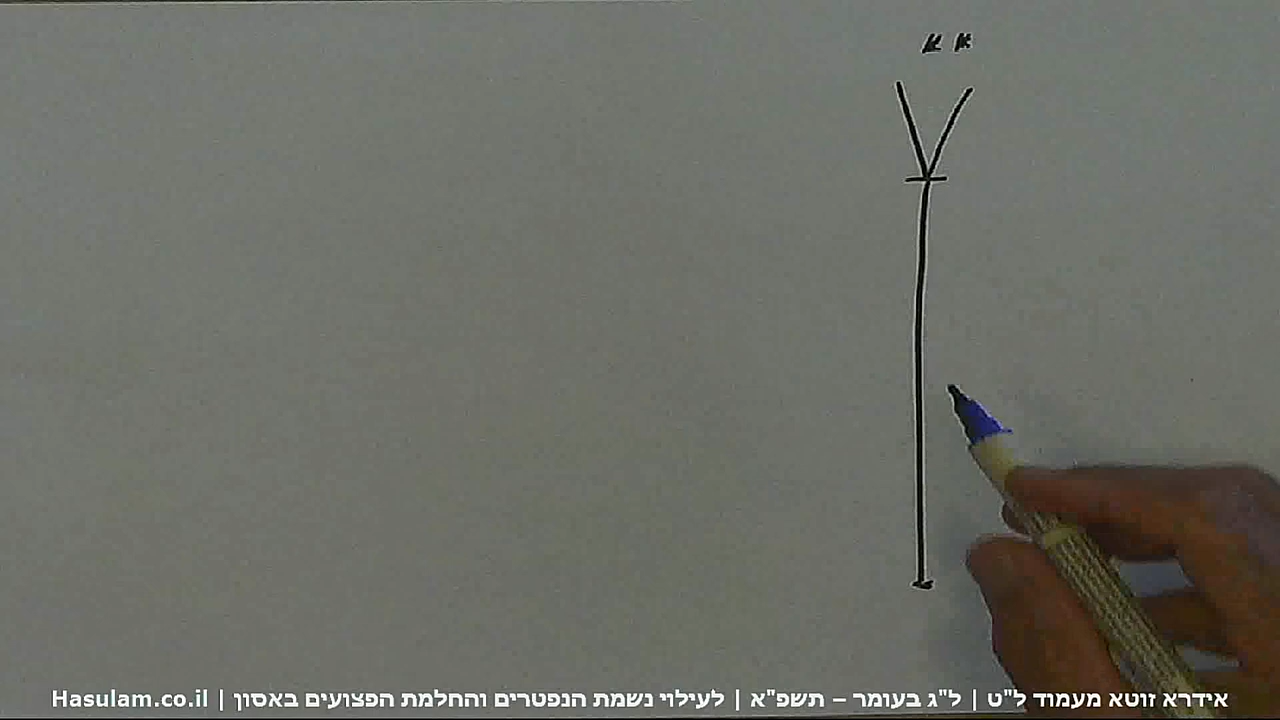 א"א
אידרא זוטא מעמוד ל"ט | ל"ג בעומר – תשפ"א | לעילוי נשמת הנפטרים והחלמת הפצועים באסון | Hasulam.co.il